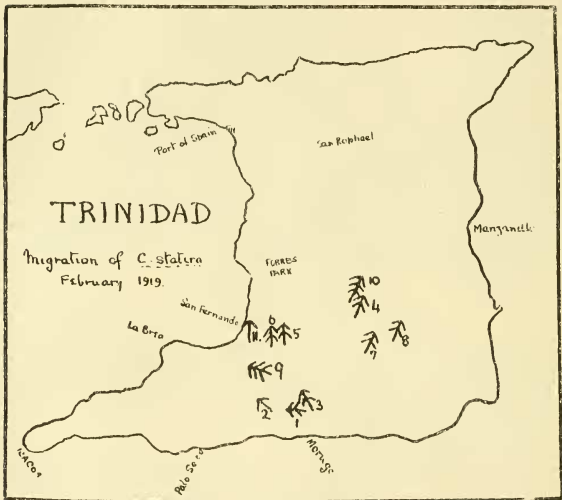 Port of Spain
San Raphael
TRINIDAD
Manzanilla
Migration of C. statira
February 1919.
FORRES
PARK
San Fernando
10
4
La Brea
6
11.
5
7
8
9
2
3
1
ICACOS
Palo Seco
Moruga